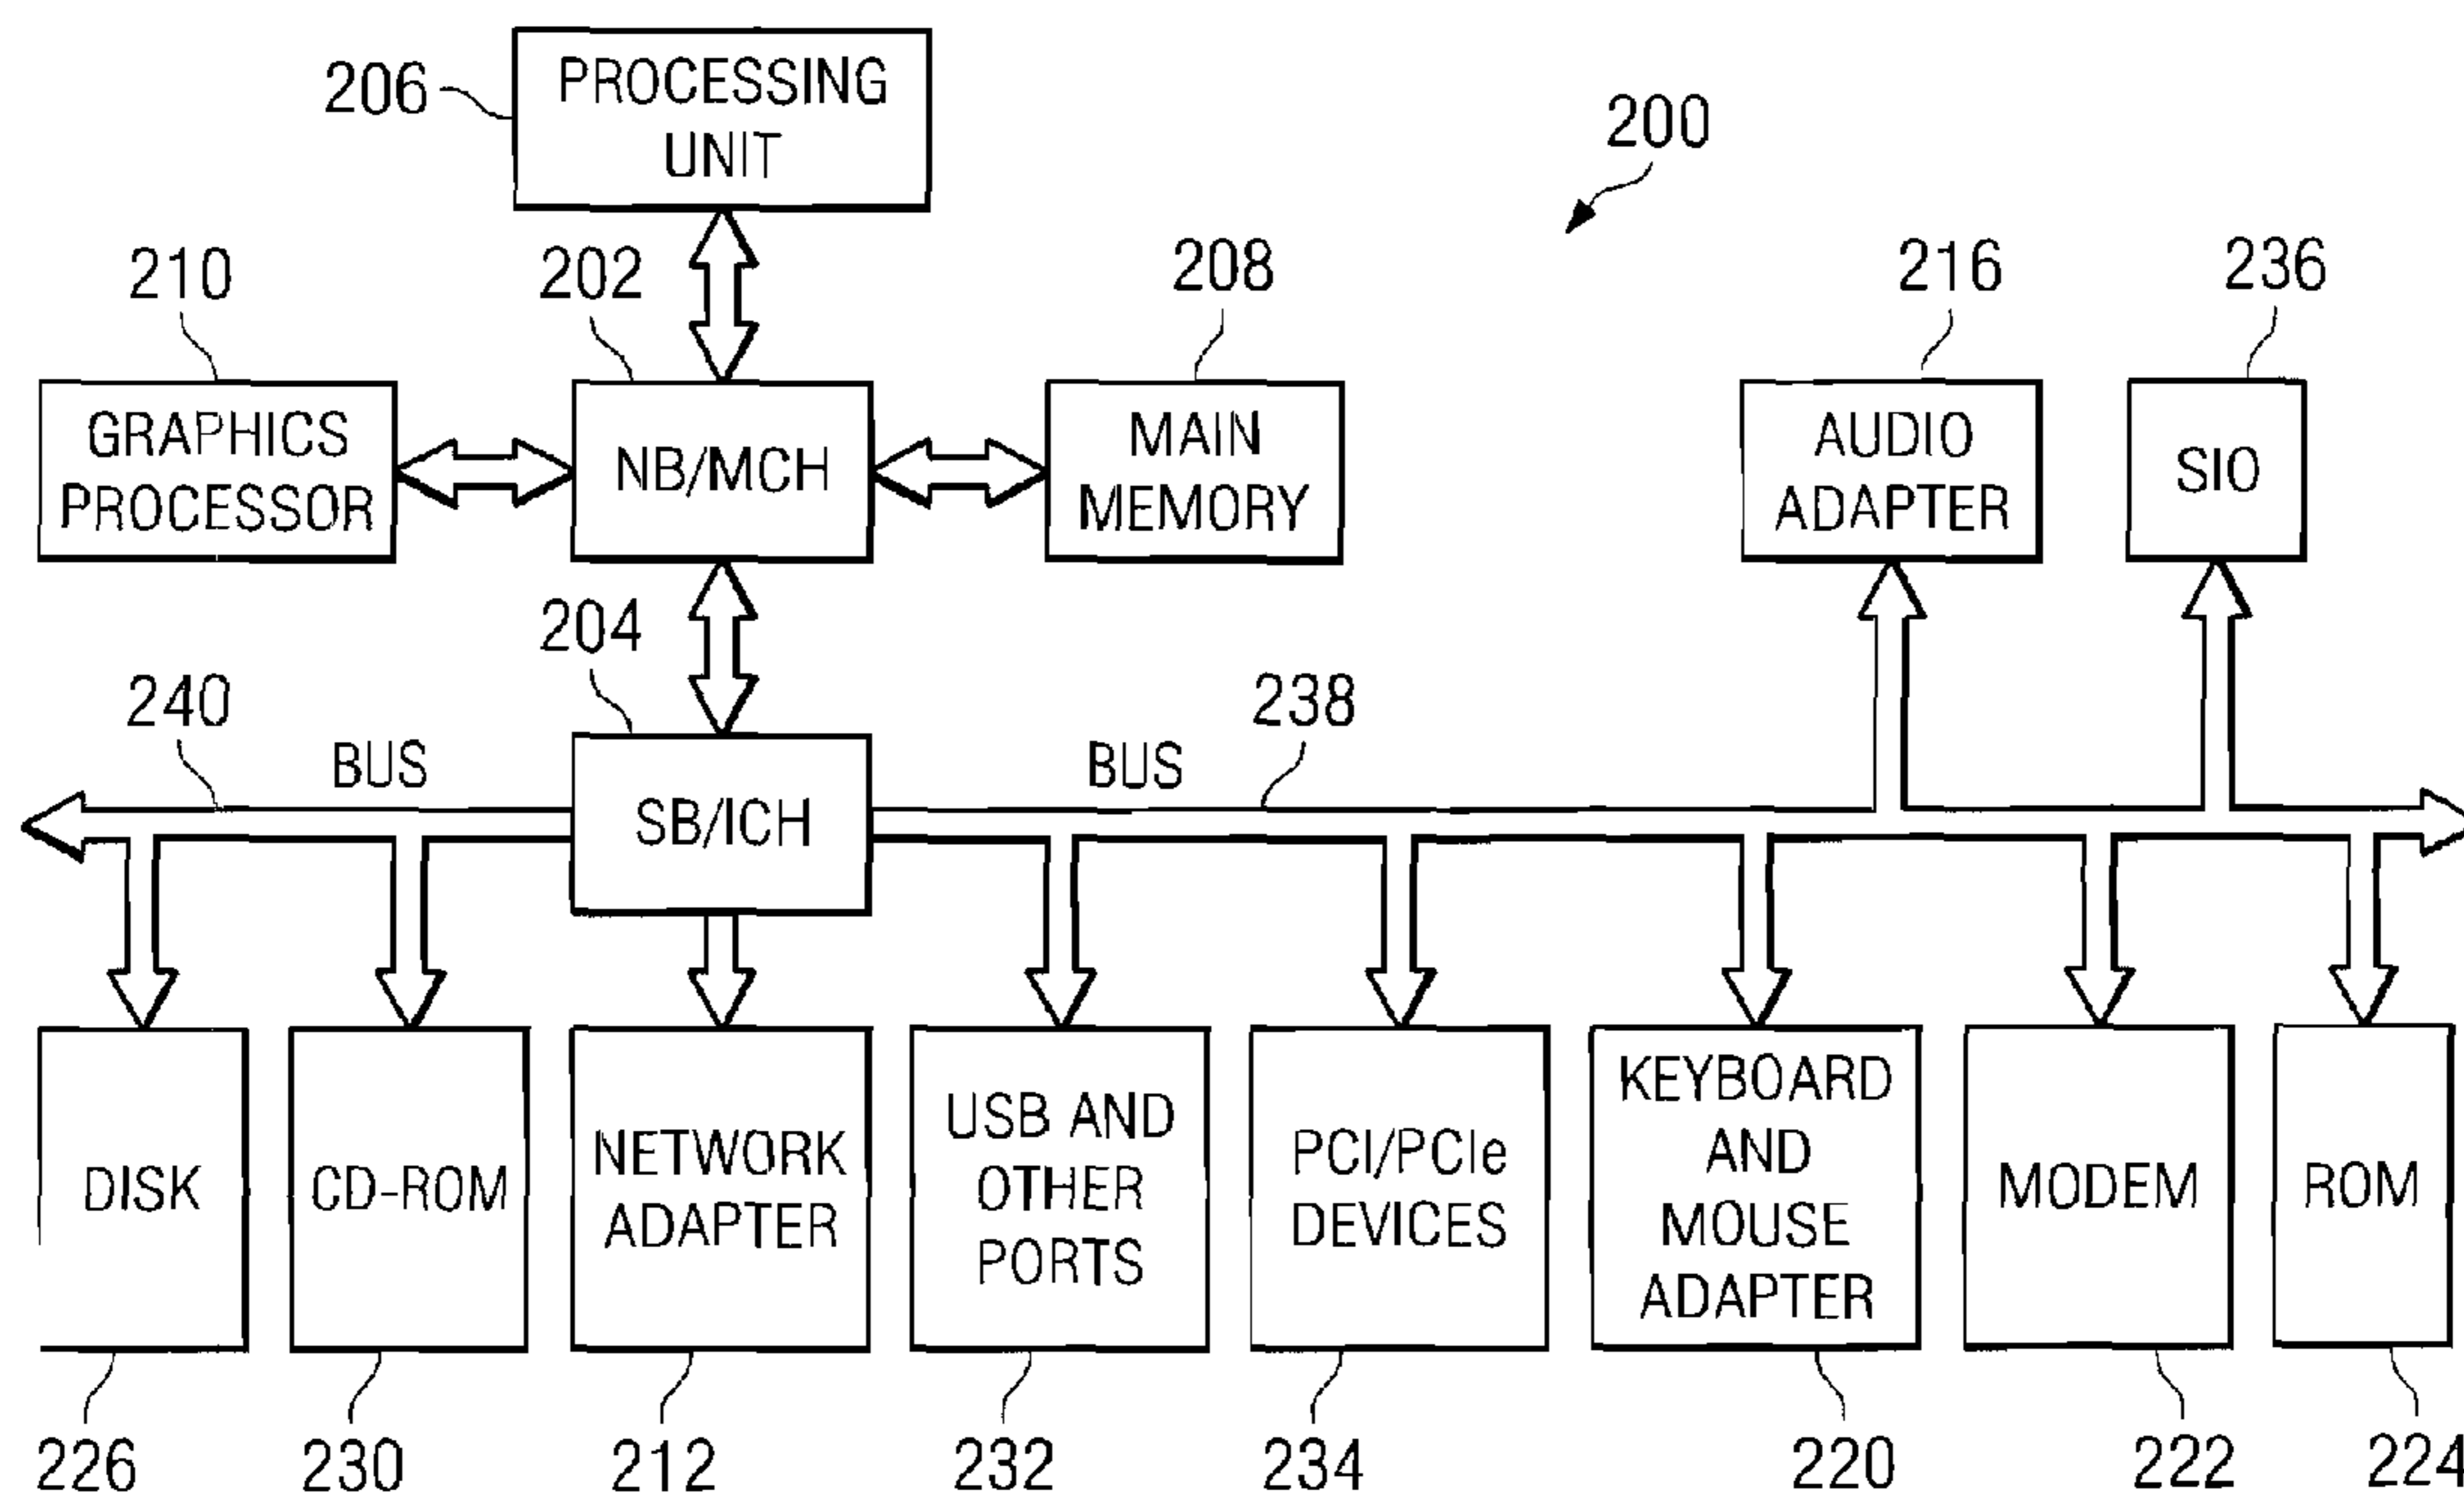 206
PROCESSING
UNIT
200
210
202
208
216
236
GRAPHICS
PROCESSOR
NB/MCH
MAIN
MEMORY
AUDIO
ADAPTER
SIO
204
240
BUS
238
BUS
SB/ICH
DISK
CD-ROM
NETWORK
ADAPTER
USB AND
OTHER
PORTS
PCI/PCIe
DEVICES
KEYBOARD
AND
MOUSE
ADAPTER
MODEM
ROM
226
230
212
232
234
220
222
224